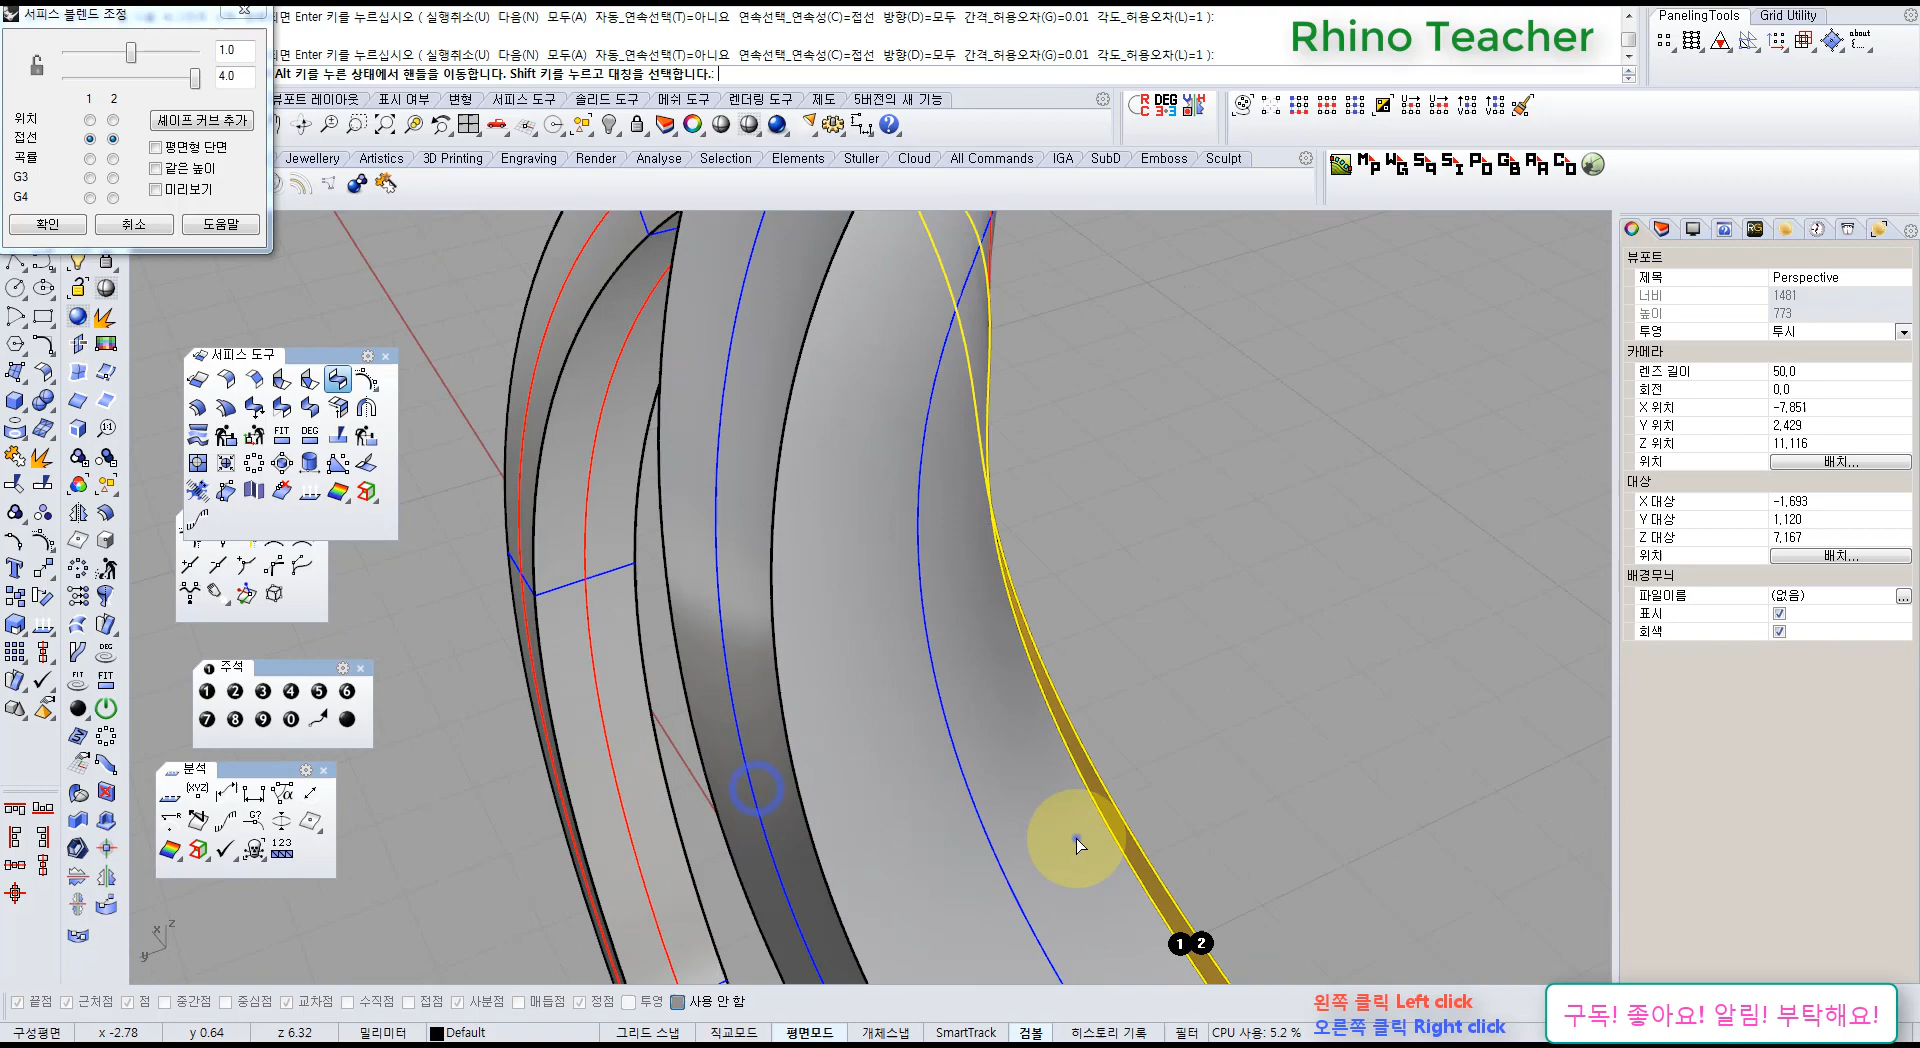 서피스 블렌드 조정
되면 Enter 키를 누르십시오 ( 실행취소(U) 다음(N) 모두(A) 자동_연속선택(T)=아니요 연속선택_연속성(C)=접선 방향(D)=모두 간격_허용오차(G)=0.01 각도_허용오차(L)=1 ):
되면 Enter 키를 누르십시오 ( 실행취소(U) 다음(N) 모두(A) 자동_연속선택(T)=아니요 연속선택_연속성(C)=접선 방향(D)=모두 간격_허용오차(G)=0.01 각도_허용오차(L)=1 ):
Alt 키를 누른 상태에서 핸들을 이동합니다. Shift 키를 누르고 대칭을 선택합니다.:
Rhino Teacher
PanelingTools Grid Utility
about
1.0
4.0
1 2
위치
접선
곡률
G3
G4
셰이프 커브 추가
평면형 단면
같은 높이
미리보기
확인 취소 도움말
뷰포트 레이아웃 표시 여부 변형 서피스 도구 솔리드 도구 메쉬 도구 렌더링 도구 제도 5버전의 새 기능
Jewellery Artistics 3D Printing Engraving Render Analyse Selection Elements Stuller Cloud All Commands IGA SubD Emboss Sculpt
서피스 도구
FIT DEG
주석
1 2 3 4 5 6
7 8 9 0
분석
1 2
뷰포트
제목 Perspective
너비 1481
높이 773
투영 투시
카메라
렌즈 길이 50.0
회전 0.0
X 위치 -7.851
Y 위치 2.429
Z 위치 11.116
위치 배치...
대상
X 대상 -1.693
Y 대상 1.120
Z 대상 7.167
위치 배치...
배경무늬
파일이름 (없음) ...
표시
회색
끝점 근처점 점 중간점 중심점 교차점 수직점 접점 사분점 매듭점 정점 투영 사용 안 함
왼쪽 클릭 Left click
오른쪽 클릭 Right click
구독! 좋아요! 알림! 부탁해요!
구성평면 x -2.78 y 0.64 z 6.32 밀리미터 Default 그리드 스냅 직교모드 평면모드 개체스냅 SmartTrack 검볼 히스토리 기록 필터 CPU 사용: 5.2 %